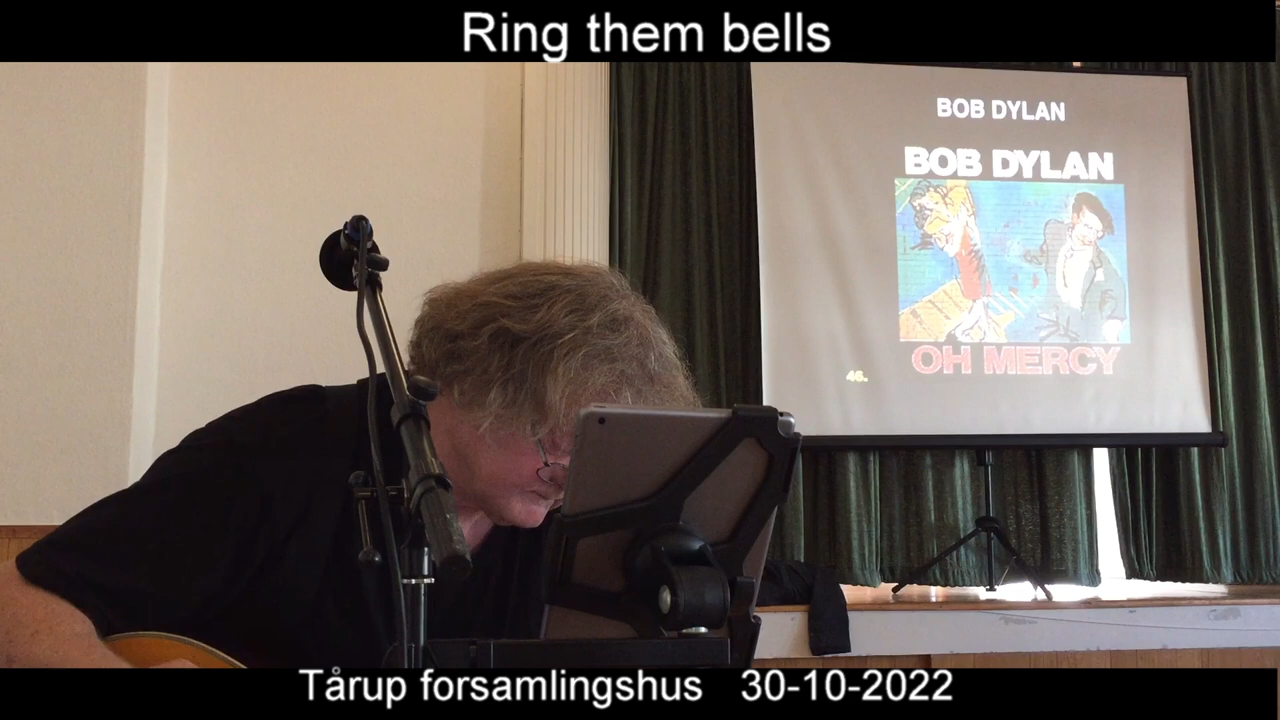 Ring them bells
BOB DYLAN
BOB DYLAN
OH MERCY
46.
Tårup forsamlingshus 30-10-2022